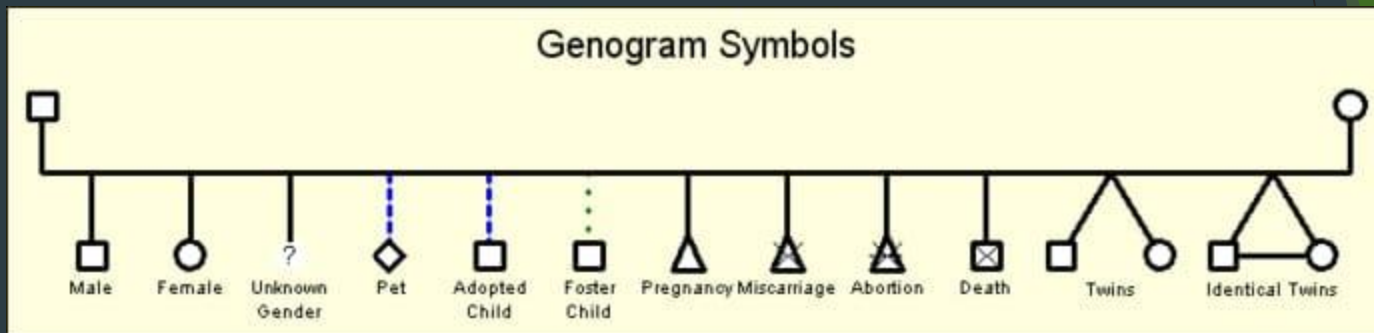 Genogram Symbols
?
Male Female Unknown Gender Pet Adopted Child Foster Child Pregnancy Miscarriage Abortion Death Twins Identical Twins